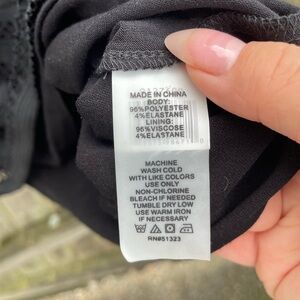 MADE IN CHINA
BODY:
96%POLYESTER
4%ELASTANE
LINING:
96%VISCOSE
4%ELASTANE
MACHINE
WASH COLD
WITH LIKE COLORS
USE ONLY
NON-CHLORINE
BLEACH IF NEEDED
TUMBLE DRY LOW
USE WARM IRON
IF NECESSARY
RN#51323